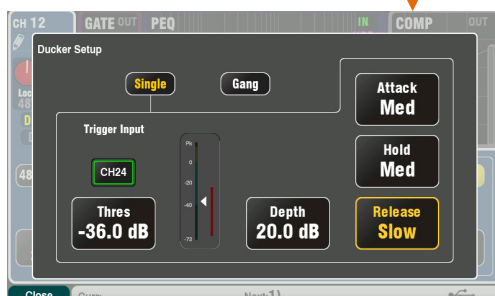 CH 12 GATE OUT PEQ IN COMP OUT
Ducker Setup
Single Gang
Attack
Med
Trigger Input
Hold
Med
CH24
Pk
0
-20
-40
-72
Thres
-36.0 dB
Depth
20.0 dB
Release
Slow
Close